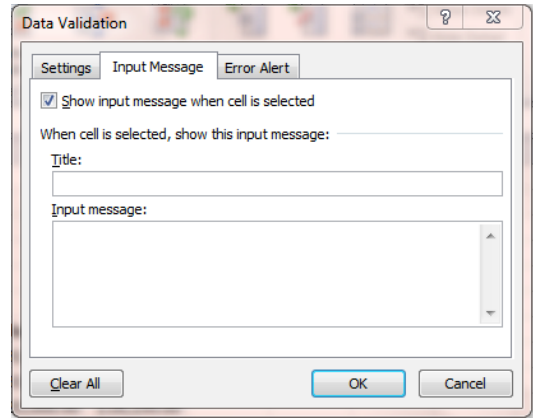 Data Validation
Settings Input Message Error Alert
Show input message when cell is selected
When cell is selected, show this input message:
Title:
Input message:
Clear All OK Cancel